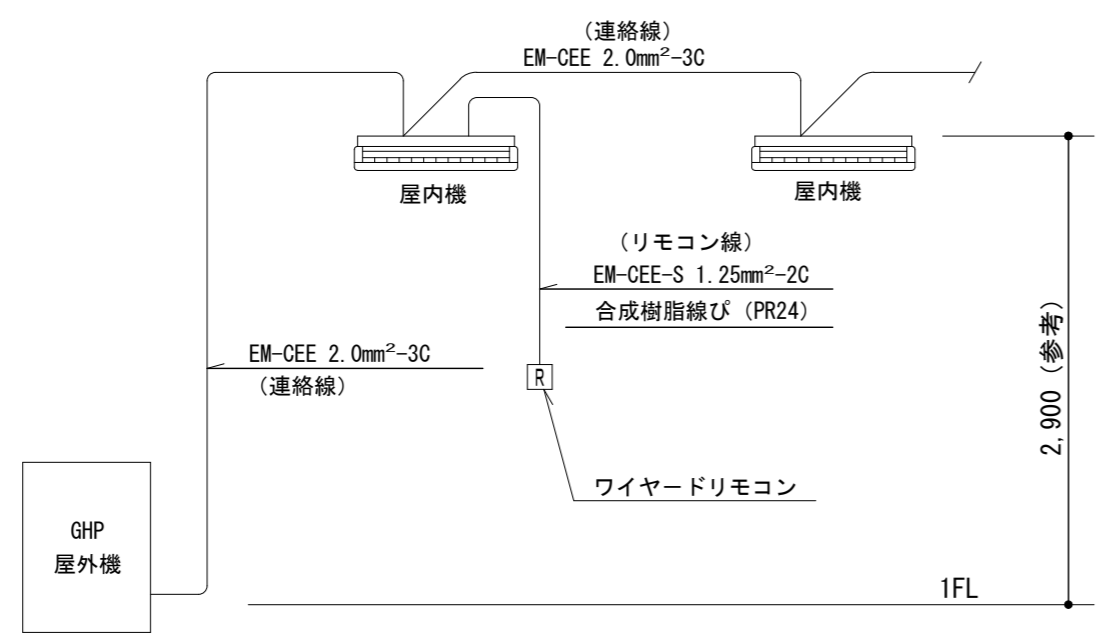 （連絡線）
EM-CEE 2.0mm²-3C
屋内機
屋内機
（リモコン線）
EM-CEE-S 1.25mm²-2C
合成樹脂線ぴ（PR24）
EM-CEE 2.0mm²-3C
（連絡線）
R
2,900（参考）
ワイヤードリモコン
GHP
屋外機
1FL